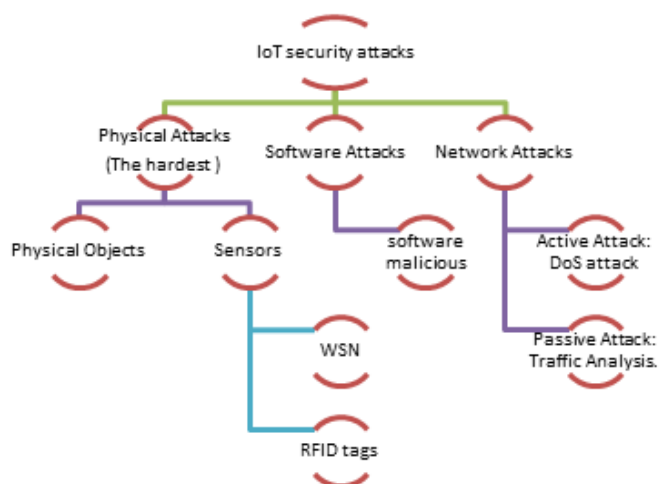 IoT security attacks
Physical Attacks
(The hardest )
Software Attacks
Network Attacks
Physical Objects
Sensors
software
malicious
Active Attack:
DoS attack
WSN
Passive Attack:
Traffic Analysis.
RFID tags